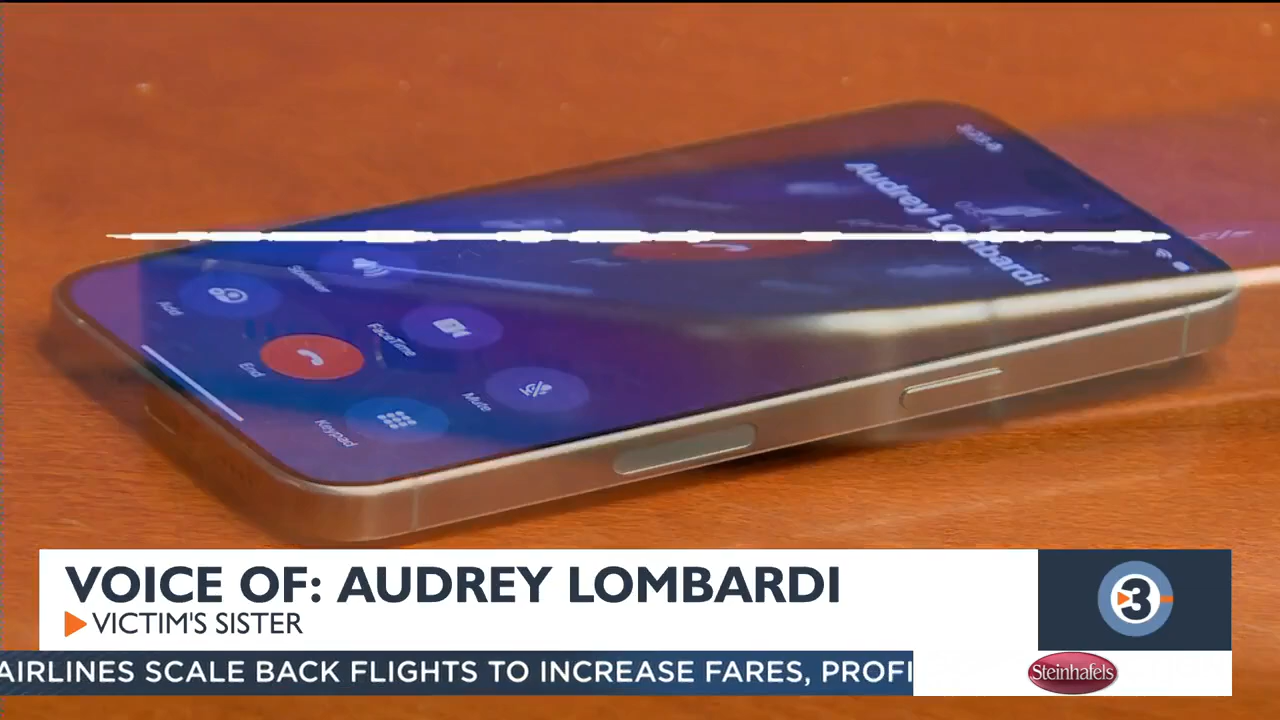 Audrey Lombardi
Speaker
Add
FaceTime
End
Mute
Keypad
VOICE OF: AUDREY LOMBARDI
VICTIM'S SISTER
3
AIRLINES SCALE BACK FLIGHTS TO INCREASE FARES, PROFI
Steinhafels